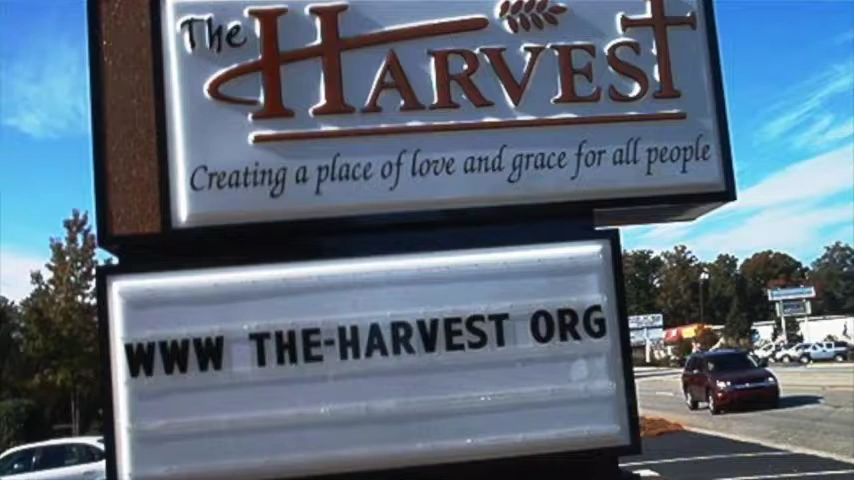 The HARVEST
Creating a place of love and grace for all people
WWW THE-HARVEST ORG